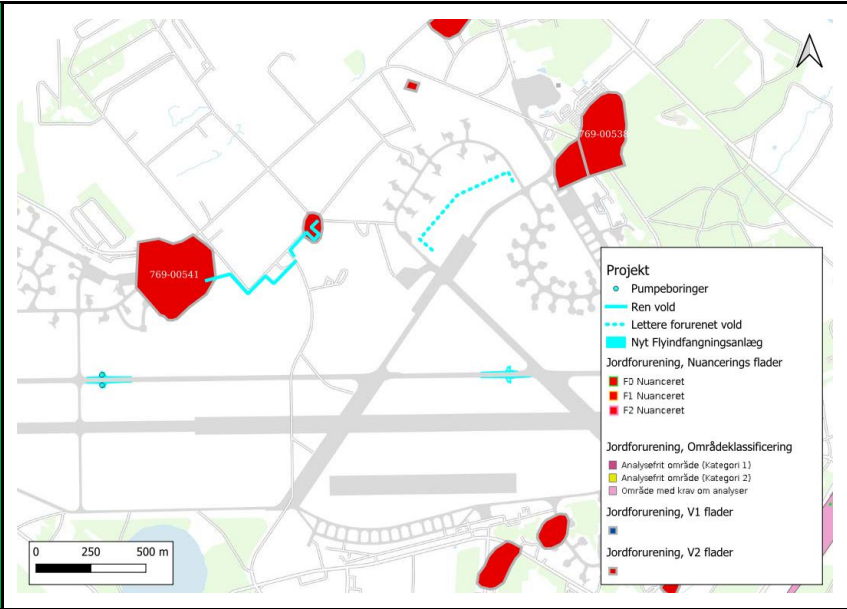 769-00538
769-00541
Projekt
Pumpeboringer
Ren vold
Lettere forurenet vold
Nyt Flyindfangningsanlæg
Jordforurening, Nuancerings flader
F0 Nuanceret
F1 Nuanceret
F2 Nuanceret
Jordforurening, Områdeklassificering
Analysefrit område (Kategori 1)
Analysefrit område (Kategori 2)
Område med krav om analyser
Jordforurening, V1 flader
Jordforurening, V2 flader
0 250 500 m